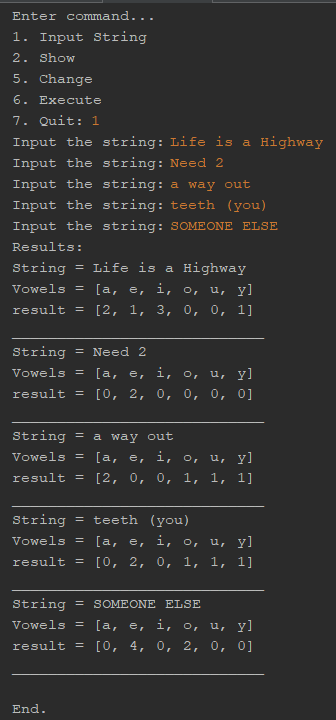 Enter command...
1. Input String
2. Show
5. Change
6. Execute
7. Quit: 1
Input the string: Life is a Highway
Input the string: Need 2
Input the string: a way out
Input the string: teeth (you)
Input the string: SOMEONE ELSE
Results:
String = Life is a Highway
Vowels = [a, e, i, o, u, y]
result = [2, 1, 3, 0, 0, 1]
____________________________
String = Need 2
Vowels = [a, e, i, o, u, y]
result = [0, 2, 0, 0, 0, 0]
____________________________
String = a way out
Vowels = [a, e, i, o, u, y]
result = [2, 0, 0, 1, 1, 1]
____________________________
String = teeth (you)
Vowels = [a, e, i, o, u, y]
result = [0, 2, 0, 1, 1, 1]
____________________________
String = SOMEONE ELSE
Vowels = [a, e, i, o, u, y]
result = [0, 4, 0, 2, 0, 0]
____________________________
End.